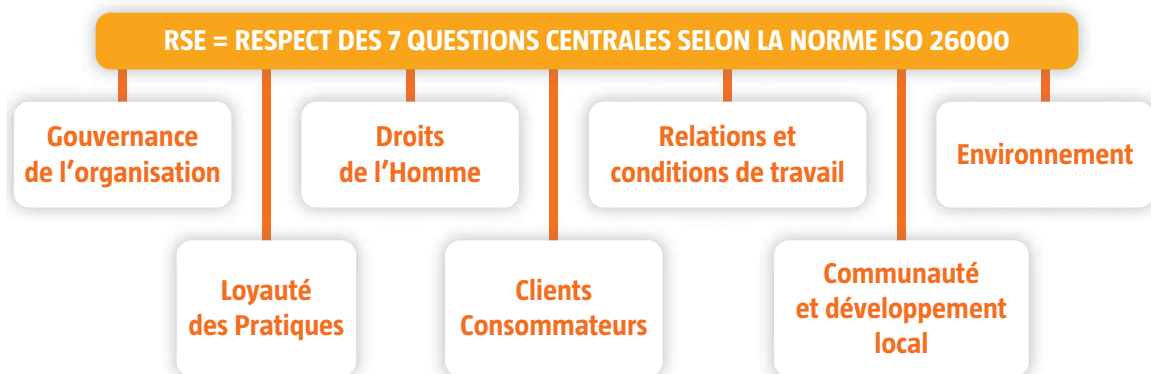 RSE = RESPECT DES 7 QUESTIONS CENTRALES SELON LA NORME ISO 26000
Gouvernance
de l’organisation
Droits
de l’Homme
Relations et
conditions de travail
Environnement
Loyauté
des Pratiques
Clients
Consommateurs
Communauté
et développement
local